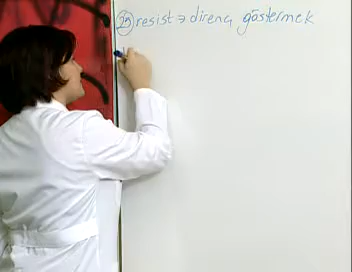 25 resist → direnç göstermek